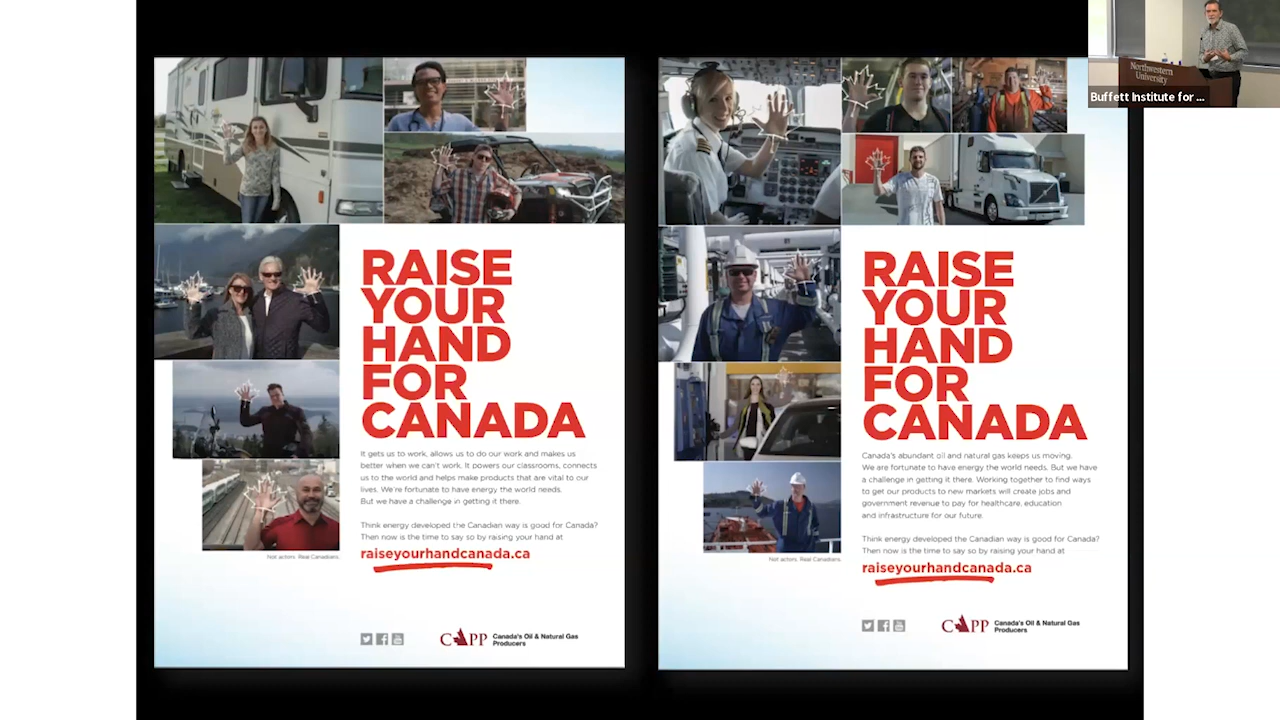 Northwestern
University
Buffett Institute for ...
RAISE
YOUR
HAND
FOR
CANADA
It gets us to work, allows us to do our work and makes us
better when we can't work. It powers our classrooms, connects
us to the world and helps make products that are vital to our
lives. We're fortunate to have energy the world needs.
But we have a challenge in getting it there.
Think energy developed the Canadian way is good for Canada?
Then now is the time to say so by raising your hand at
raiseyourhandcanada.ca
Not actors. Real Canadians.
CAPP Canada's Oil & Natural Gas
Producers
RAISE
YOUR
HAND
FOR
CANADA
Canada's abundant oil and natural gas keeps us moving.
We are fortunate to have energy the world needs. But we have
a challenge in getting it there. Working together to find ways
to get our products to new markets will create jobs and
government revenue to pay for healthcare, education
and infrastructure for our future.
Think energy developed the Canadian way is good for Canada?
Then now is the time to say so by raising your hand at
raiseyourhandcanada.ca
Not actors. Real Canadians.
CAPP Canada's Oil & Natural Gas
Producers